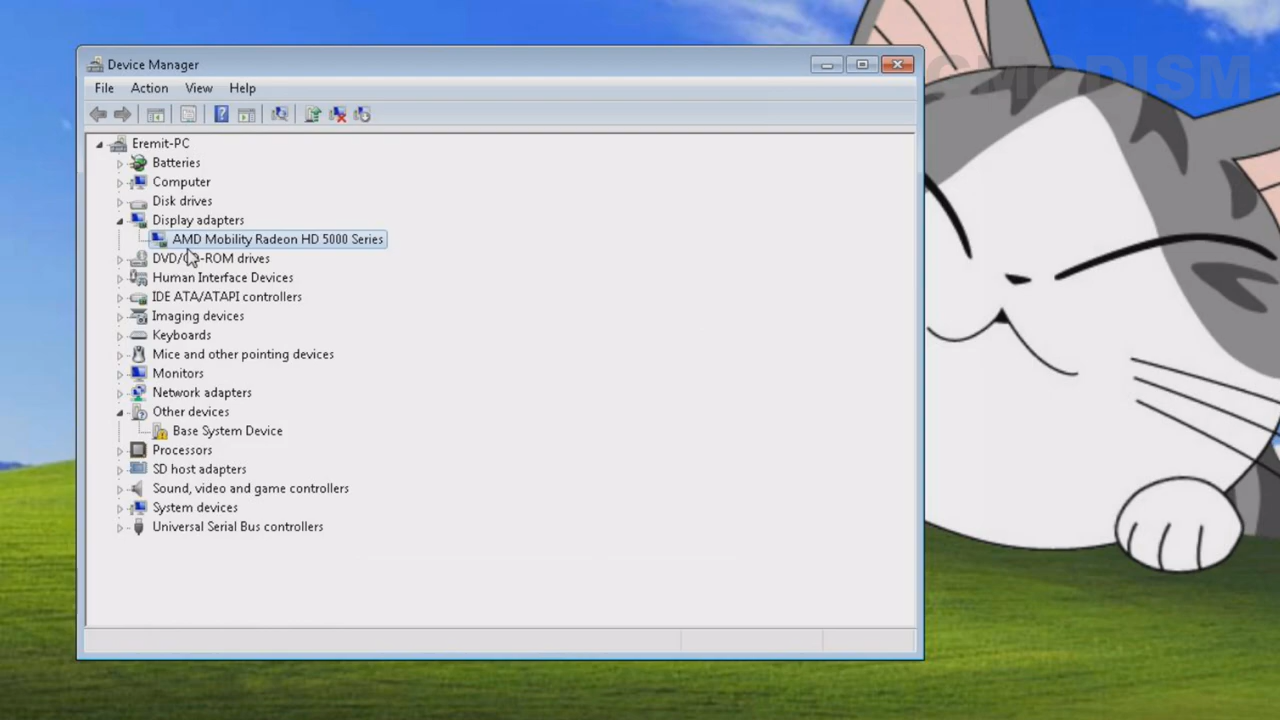 Device Manager
File Action View Help
Eremit-PC
Batteries
Computer
Disk drives
Display adapters
AMD Mobility Radeon HD 5000 Series
DVD/CD-ROM drives
Human Interface Devices
IDE ATA/ATAPI controllers
Imaging devices
Keyboards
Mice and other pointing devices
Monitors
Network adapters
Other devices
Base System Device
Processors
SD host adapters
Sound, video and game controllers
System devices
Universal Serial Bus controllers